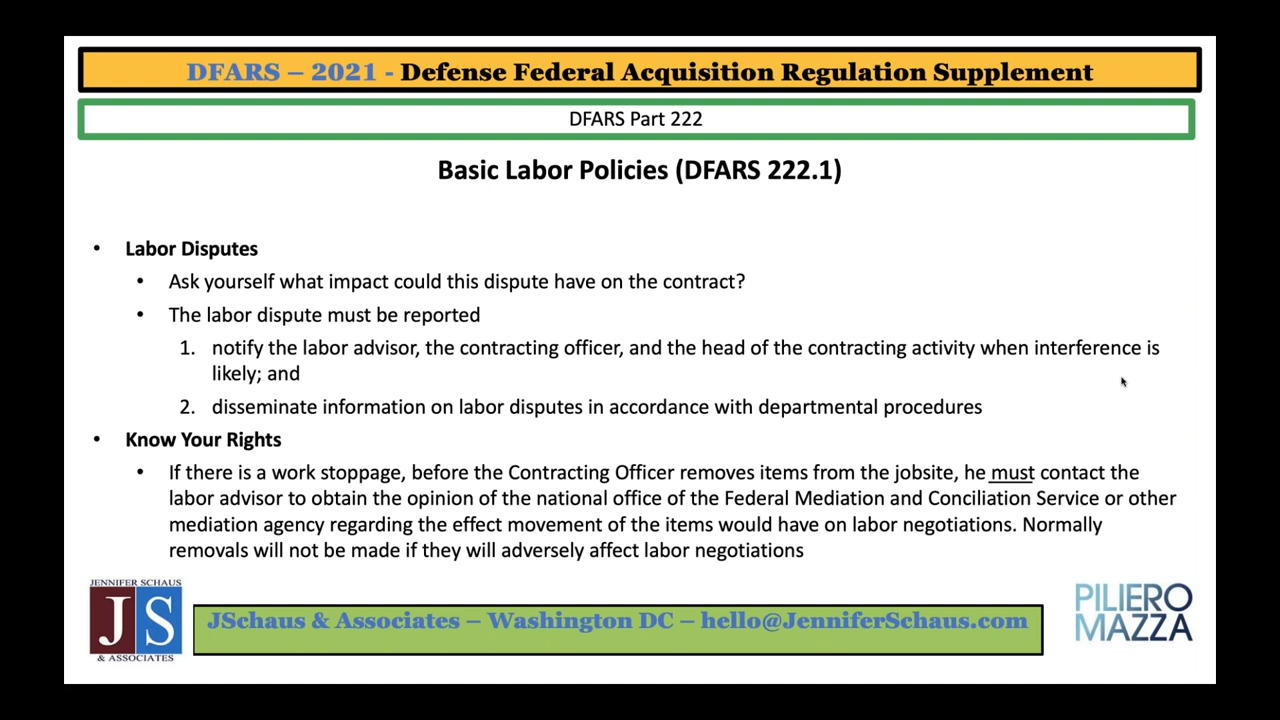 DFARS – 2021 - Defense Federal Acquisition Regulation Supplement
DFARS Part 222
Basic Labor Policies (DFARS 222.1)
• Labor Disputes
• Ask yourself what impact could this dispute have on the contract?
• The labor dispute must be reported
1. notify the labor advisor, the contracting officer, and the head of the contracting activity when interference is
likely; and
2. disseminate information on labor disputes in accordance with departmental procedures
• Know Your Rights
• If there is a work stoppage, before the Contracting Officer removes items from the jobsite, he must contact the
labor advisor to obtain the opinion of the national office of the Federal Mediation and Conciliation Service or other
mediation agency regarding the effect movement of the items would have on labor negotiations. Normally
removals will not be made if they will adversely affect labor negotiations
JENNIFER SCHAUS
JS
& ASSOCIATES
JSchaus & Associates – Washington DC – hello@JenniferSchaus.com
PILIERO
MAZZA